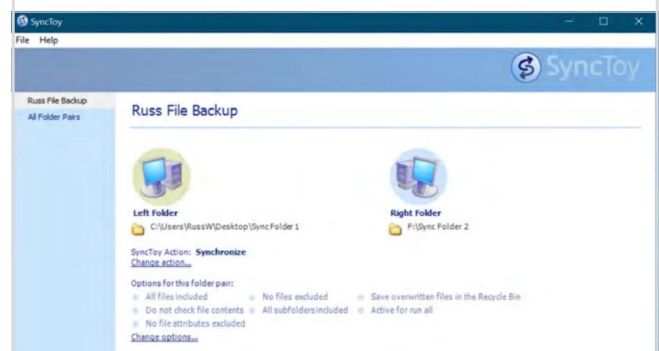 SyncToy
File Help
SyncToy
Russ File Backup
All Folder Pairs
Russ File Backup
Left Folder
C:\Users\RussW\Desktop\Sync Folder 1
Right Folder
F:\Sync Folder 2
SyncToy Action: Synchronize
Change action...
Options for this folder pair:
All files included No files excluded Save overwritten files in the Recycle Bin
Do not check file contents All subfolders included Active for run all
No file attributes excluded
Change options...